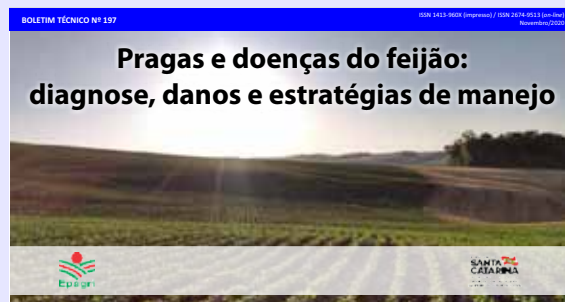 BOLETIM TÉCNICO Nº 197
ISSN 1413-960X (impresso) / ISSN 2674-9513 (on-line)
Novembro/2020
Pragas e doenças do feijão:
diagnose, danos e estratégias de manejo
Epagri
SANTA
CATARINA